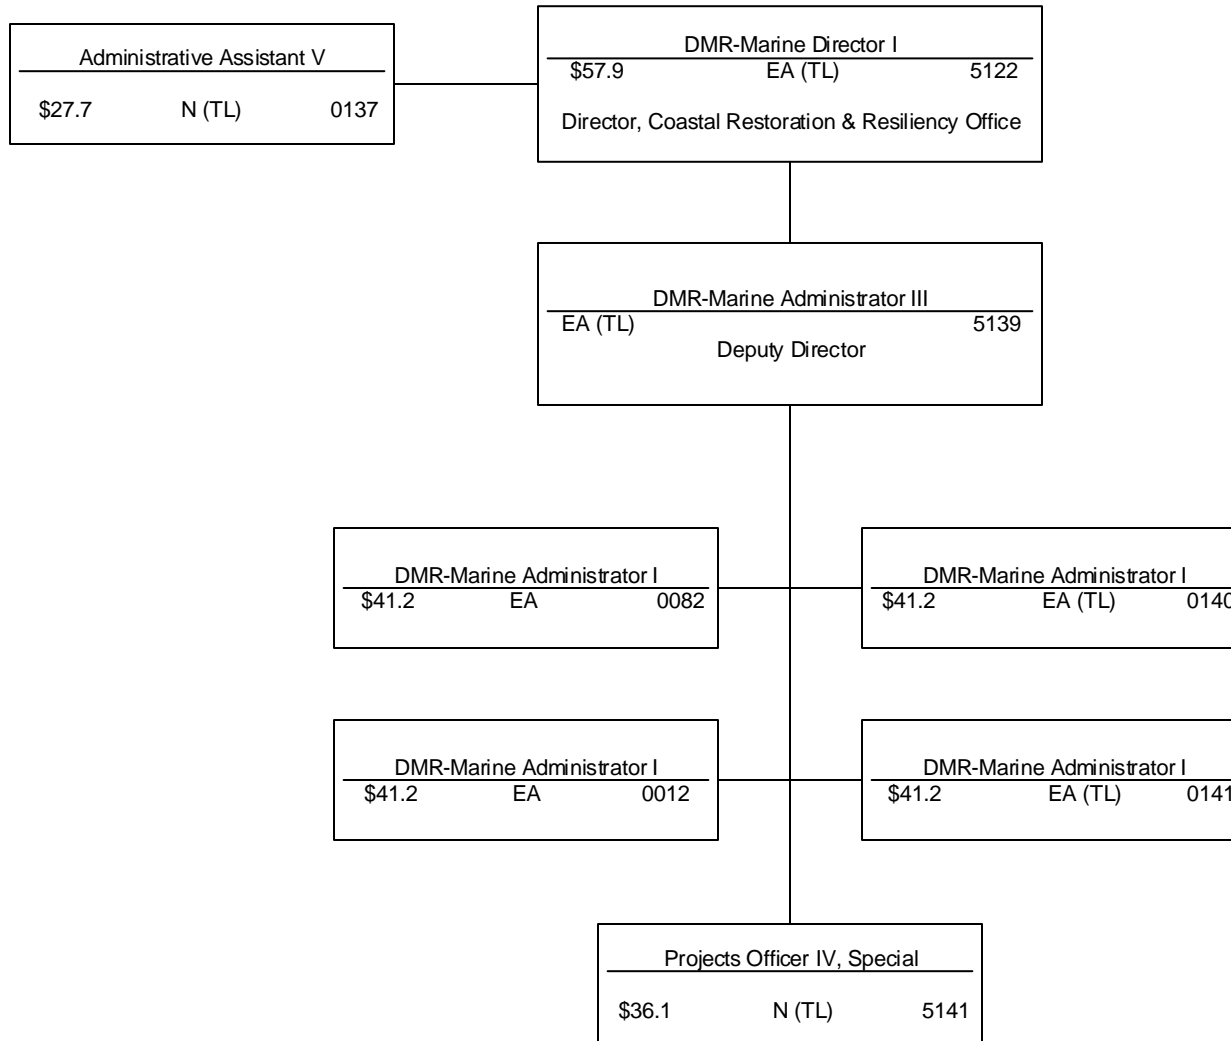 Administrative Assistant V
$27.7 N (TL) 0137
DMR-Marine Director I
$57.9 EA (TL) 5122
Director, Coastal Restoration & Resiliency Office
DMR-Marine Administrator III
EA (TL) 5139
Deputy Director
DMR-Marine Administrator I
$41.2 EA 0082
DMR-Marine Administrator I
$41.2 EA (TL) 0140
DMR-Marine Administrator I
$41.2 EA 0012
DMR-Marine Administrator I
$41.2 EA (TL) 0141
Projects Officer IV, Special
$36.1 N (TL) 5141